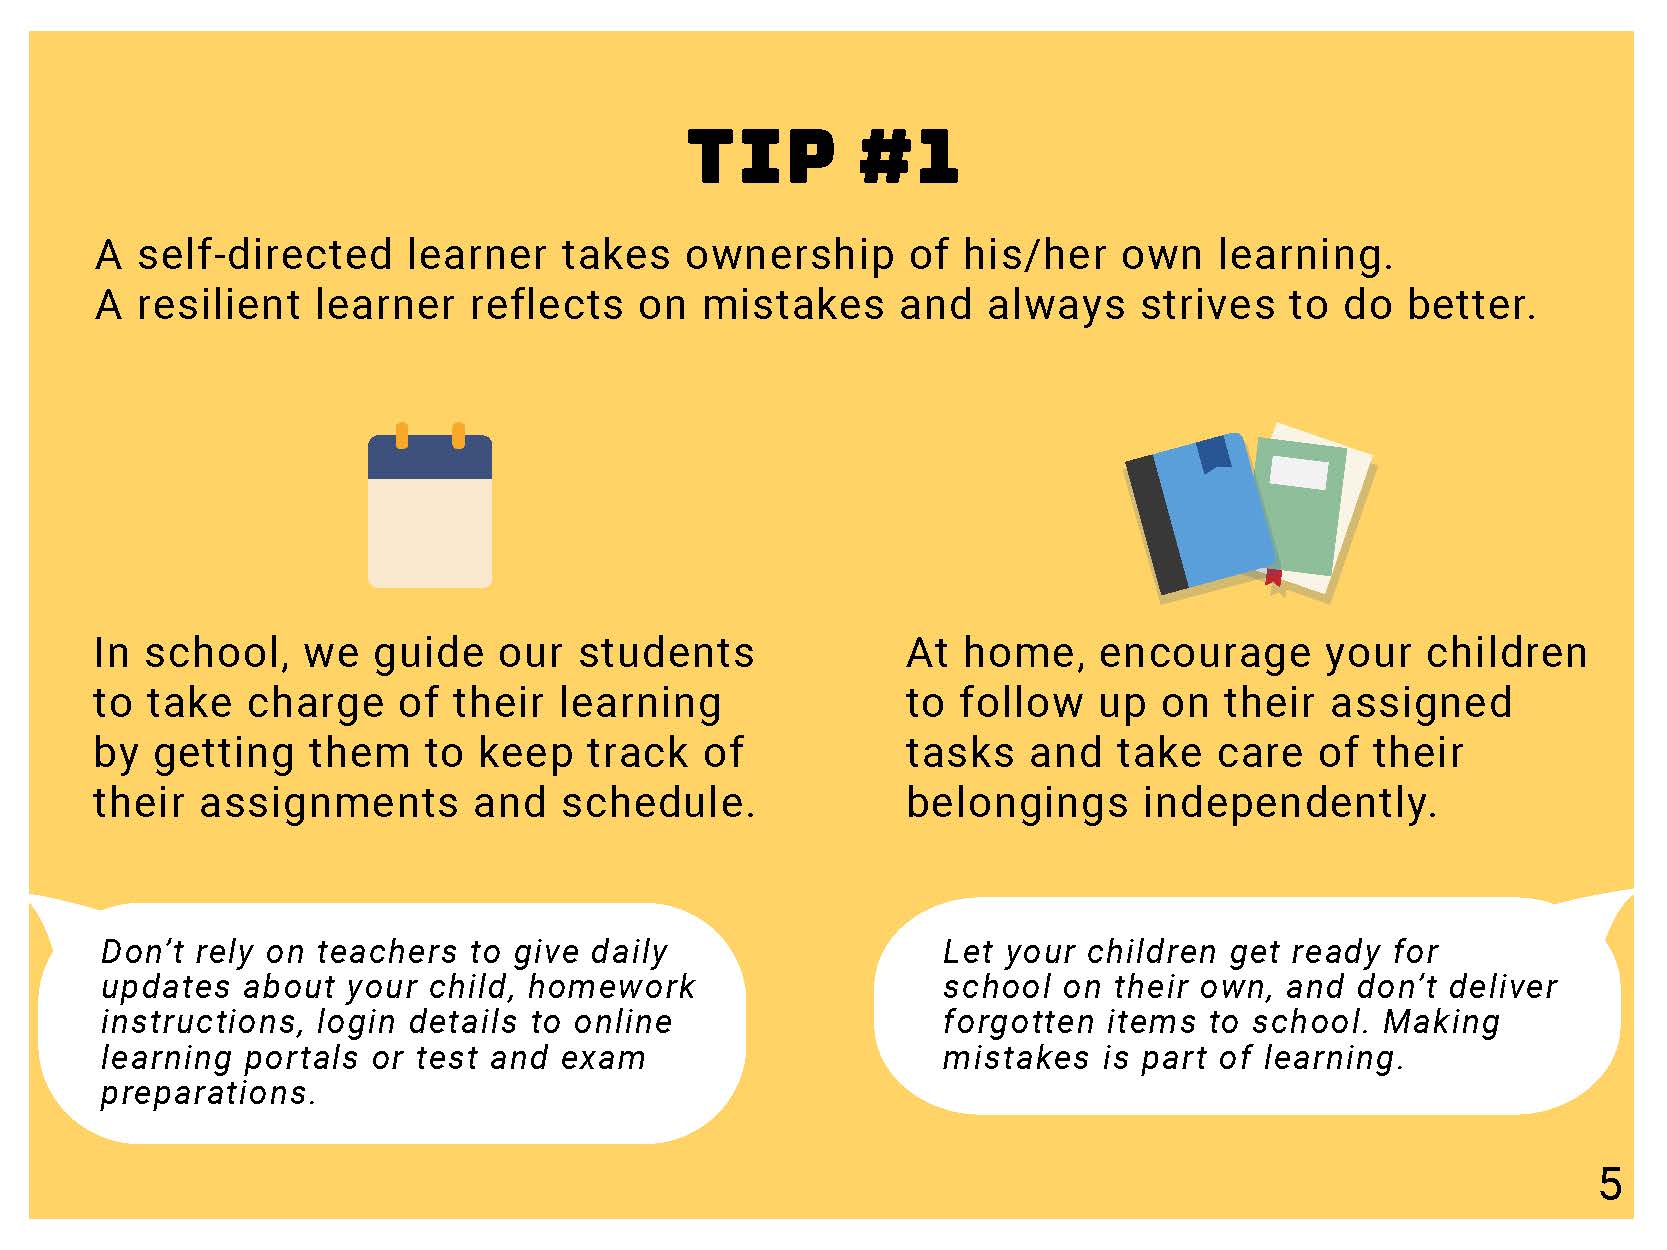 TIP #1
A self-directed learner takes ownership of his/her own learning.
A resilient learner reflects on mistakes and always strives to do better.
In school, we guide our students
to take charge of their learning
by getting them to keep track of
their assignments and schedule.
At home, encourage your children
to follow up on their assigned
tasks and take care of their
belongings independently.
Don’t rely on teachers to give daily
updates about your child, homework
instructions, login details to online
learning portals or test and exam
preparations.
Let your children get ready for
school on their own, and don’t deliver
forgotten items to school. Making
mistakes is part of learning.
5